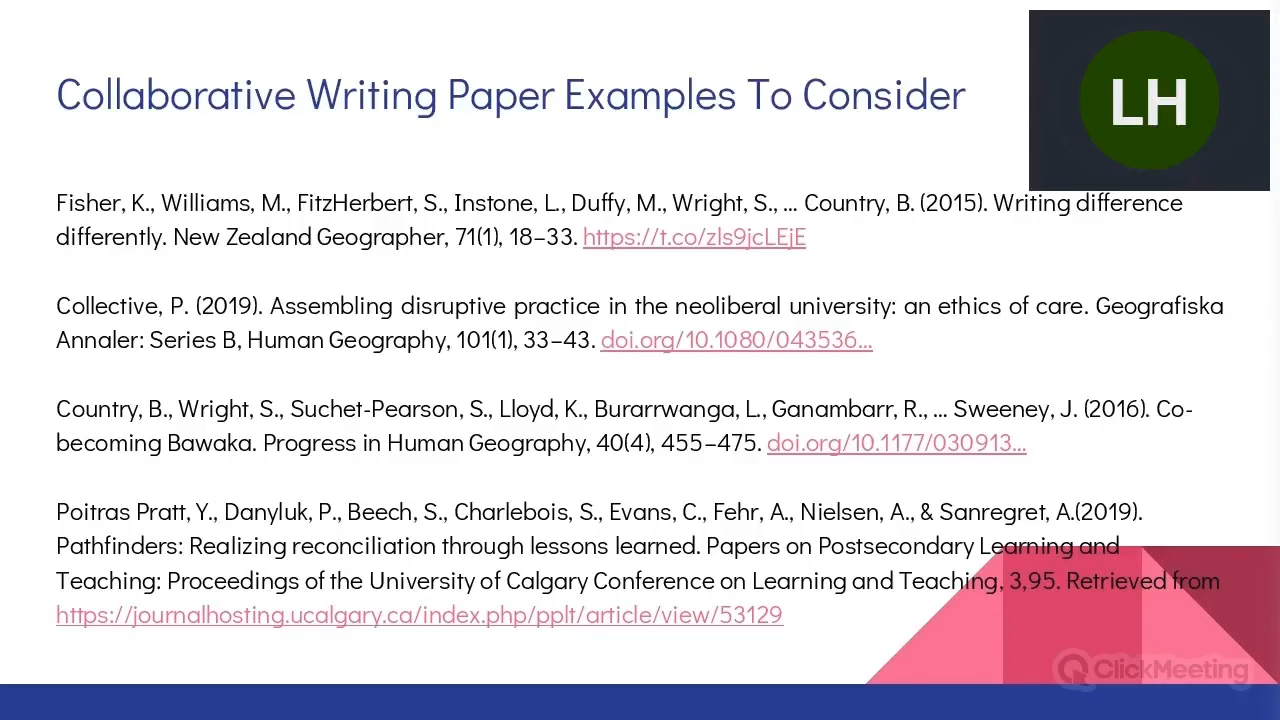 Collaborative Writing Paper Examples To Consider
LH
Fisher, K., Williams, M., FitzHerbert, S., Instone, L., Duffy, M., Wright, S., ... Country, B. (2015). Writing difference
differently. New Zealand Geographer, 71(1), 18–33. https://t.co/zls9jcLEjE
Collective, P. (2019). Assembling disruptive practice in the neoliberal university: an ethics of care. Geografiska
Annaler: Series B, Human Geography, 101(1), 33–43. doi.org/10.1080/043536...
Country, B., Wright, S., Suchet-Pearson, S., Lloyd, K., Burarrwanga, L., Ganambarr, R., ... Sweeney, J. (2016). Co-
becoming Bawaka. Progress in Human Geography, 40(4), 455–475. doi.org/10.1177/030913...
Poitras Pratt, Y., Danyluk, P., Beech, S., Charlebois, S., Evans, C., Fehr, A., Nielsen, A., & Sanregret, A.(2019).
Pathfinders: Realizing reconciliation through lessons learned. Papers on Postsecondary Learning and
Teaching: Proceedings of the University of Calgary Conference on Learning and Teaching, 3,95. Retrieved from
https://journalhosting.ucalgary.ca/index.php/pplt/article/view/53129
ClickMeeting